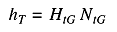 h_T = H_{tG} N_{tG}